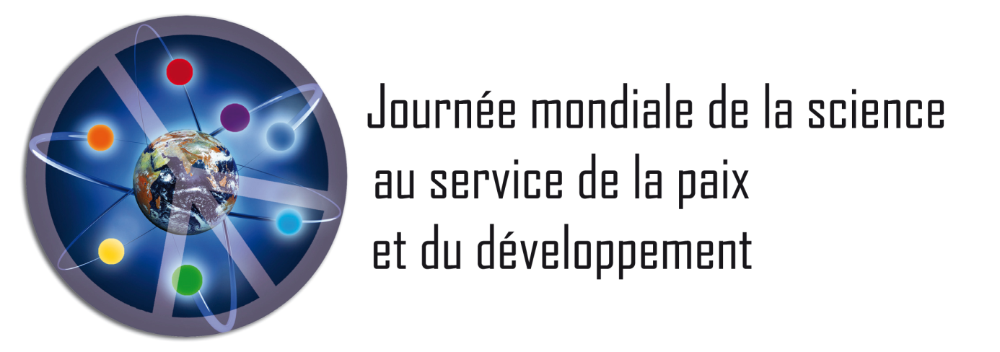 Journée mondiale de la science
au service de la paix
et du développement